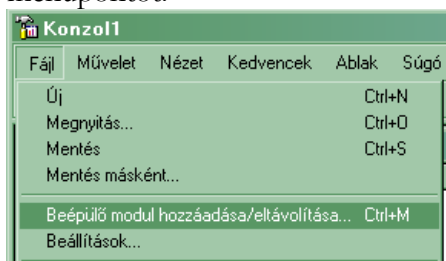 Konzol1
Fájl Művelet Nézet Kedvencek Ablak Súgó
Új Ctrl+N
Megnyitás... Ctrl+O
Mentés Ctrl+S
Mentés másként...
Beépülő modul hozzáadása/eltávolítása... Ctrl+M
Beállítások...